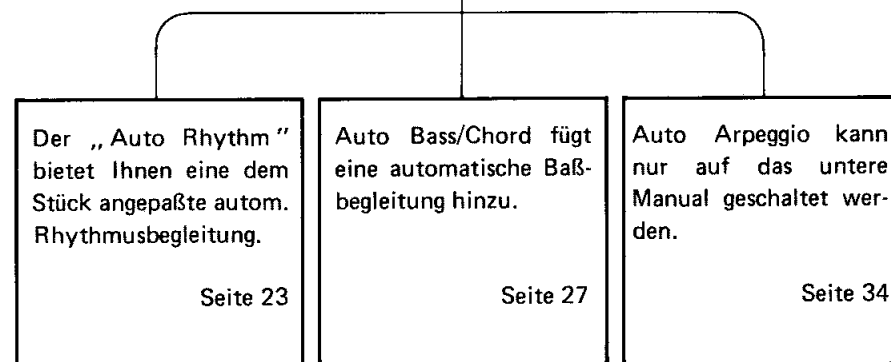 Der „Auto Rhythm"
bietet Ihnen eine dem
Stück angepaßte autom.
Rhythmusbegleitung.
Seite 23
Auto Bass/Chord fügt
eine automatische Baß-
begleitung hinzu.
Seite 27
Auto Arpeggio kann
nur auf das untere
Manual geschaltet wer-
den.
Seite 34